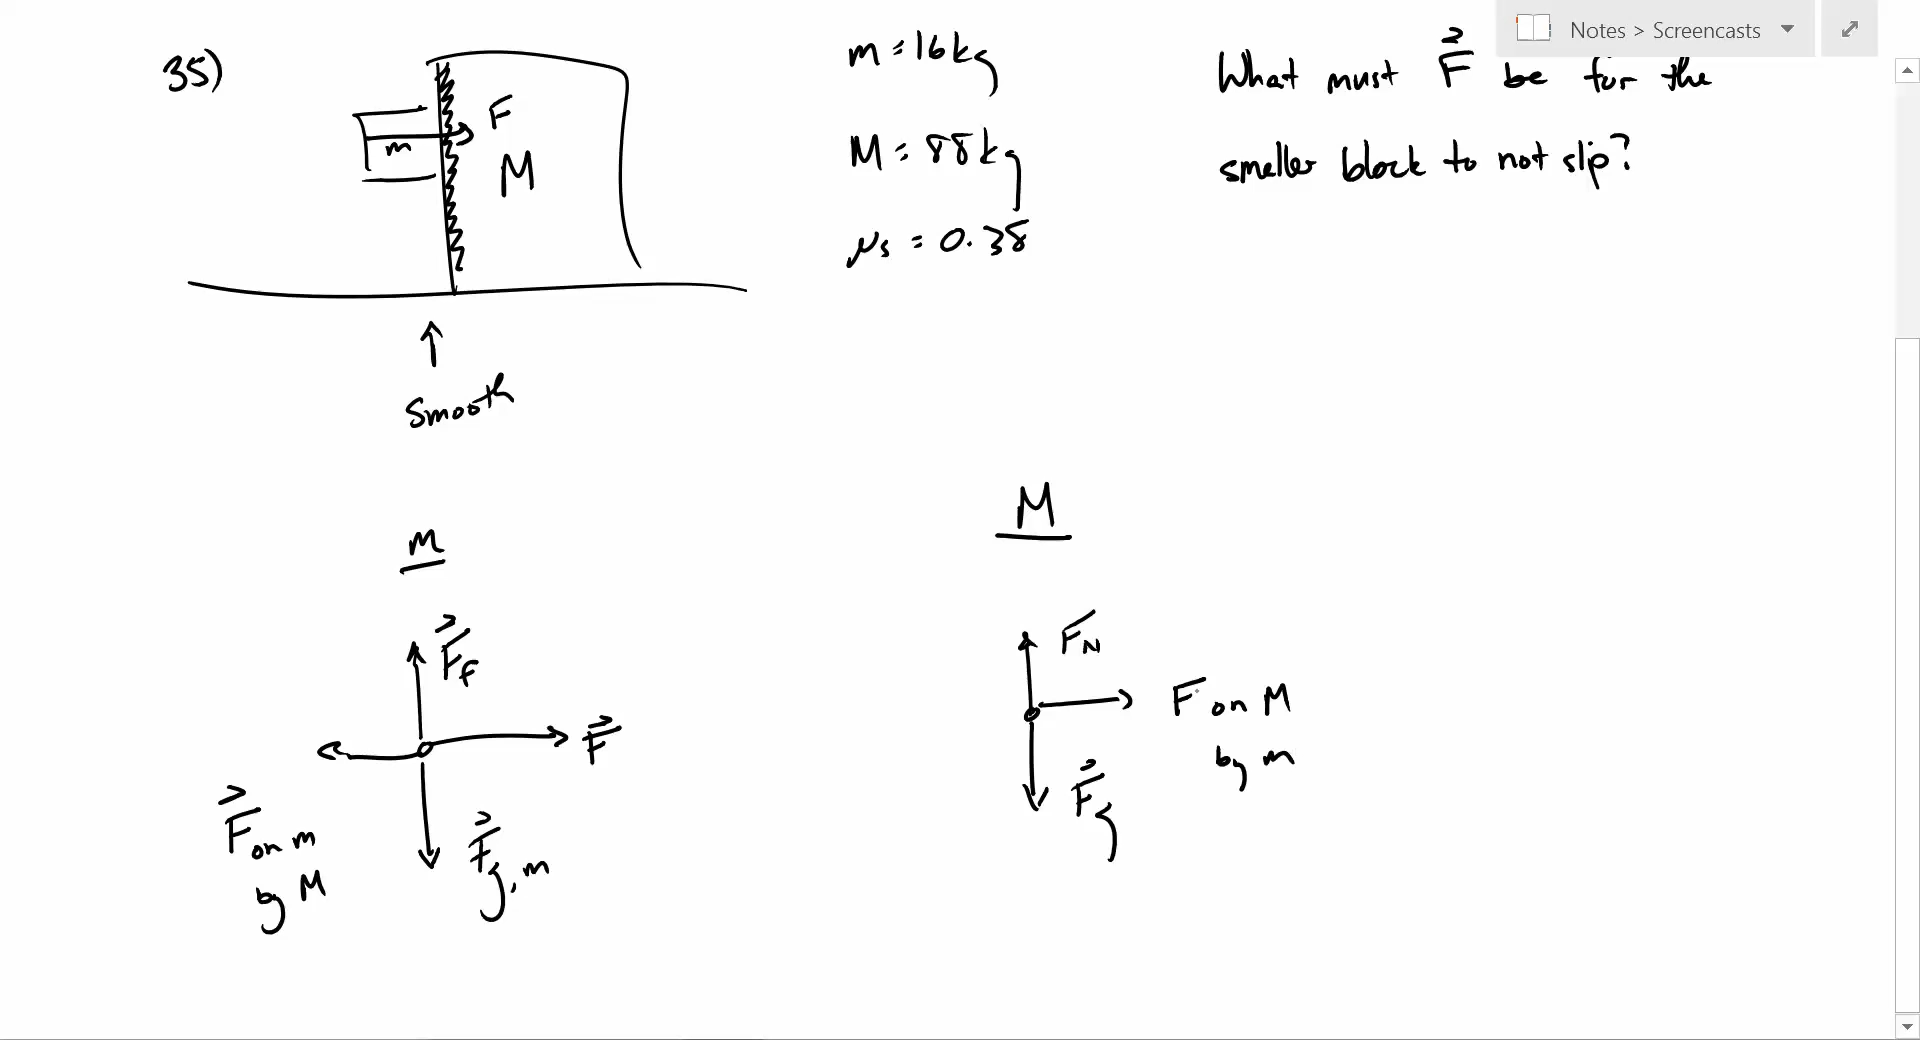 Notes > Screencasts
35)
F
m
M
Smooth
m = 16kg
M = 88kg
μs = 0.38
What must F be for the
smaller block to not slip?
m
Ff
F
F on m
by M
Fg,m
M
FN
F on M
by m
Fg